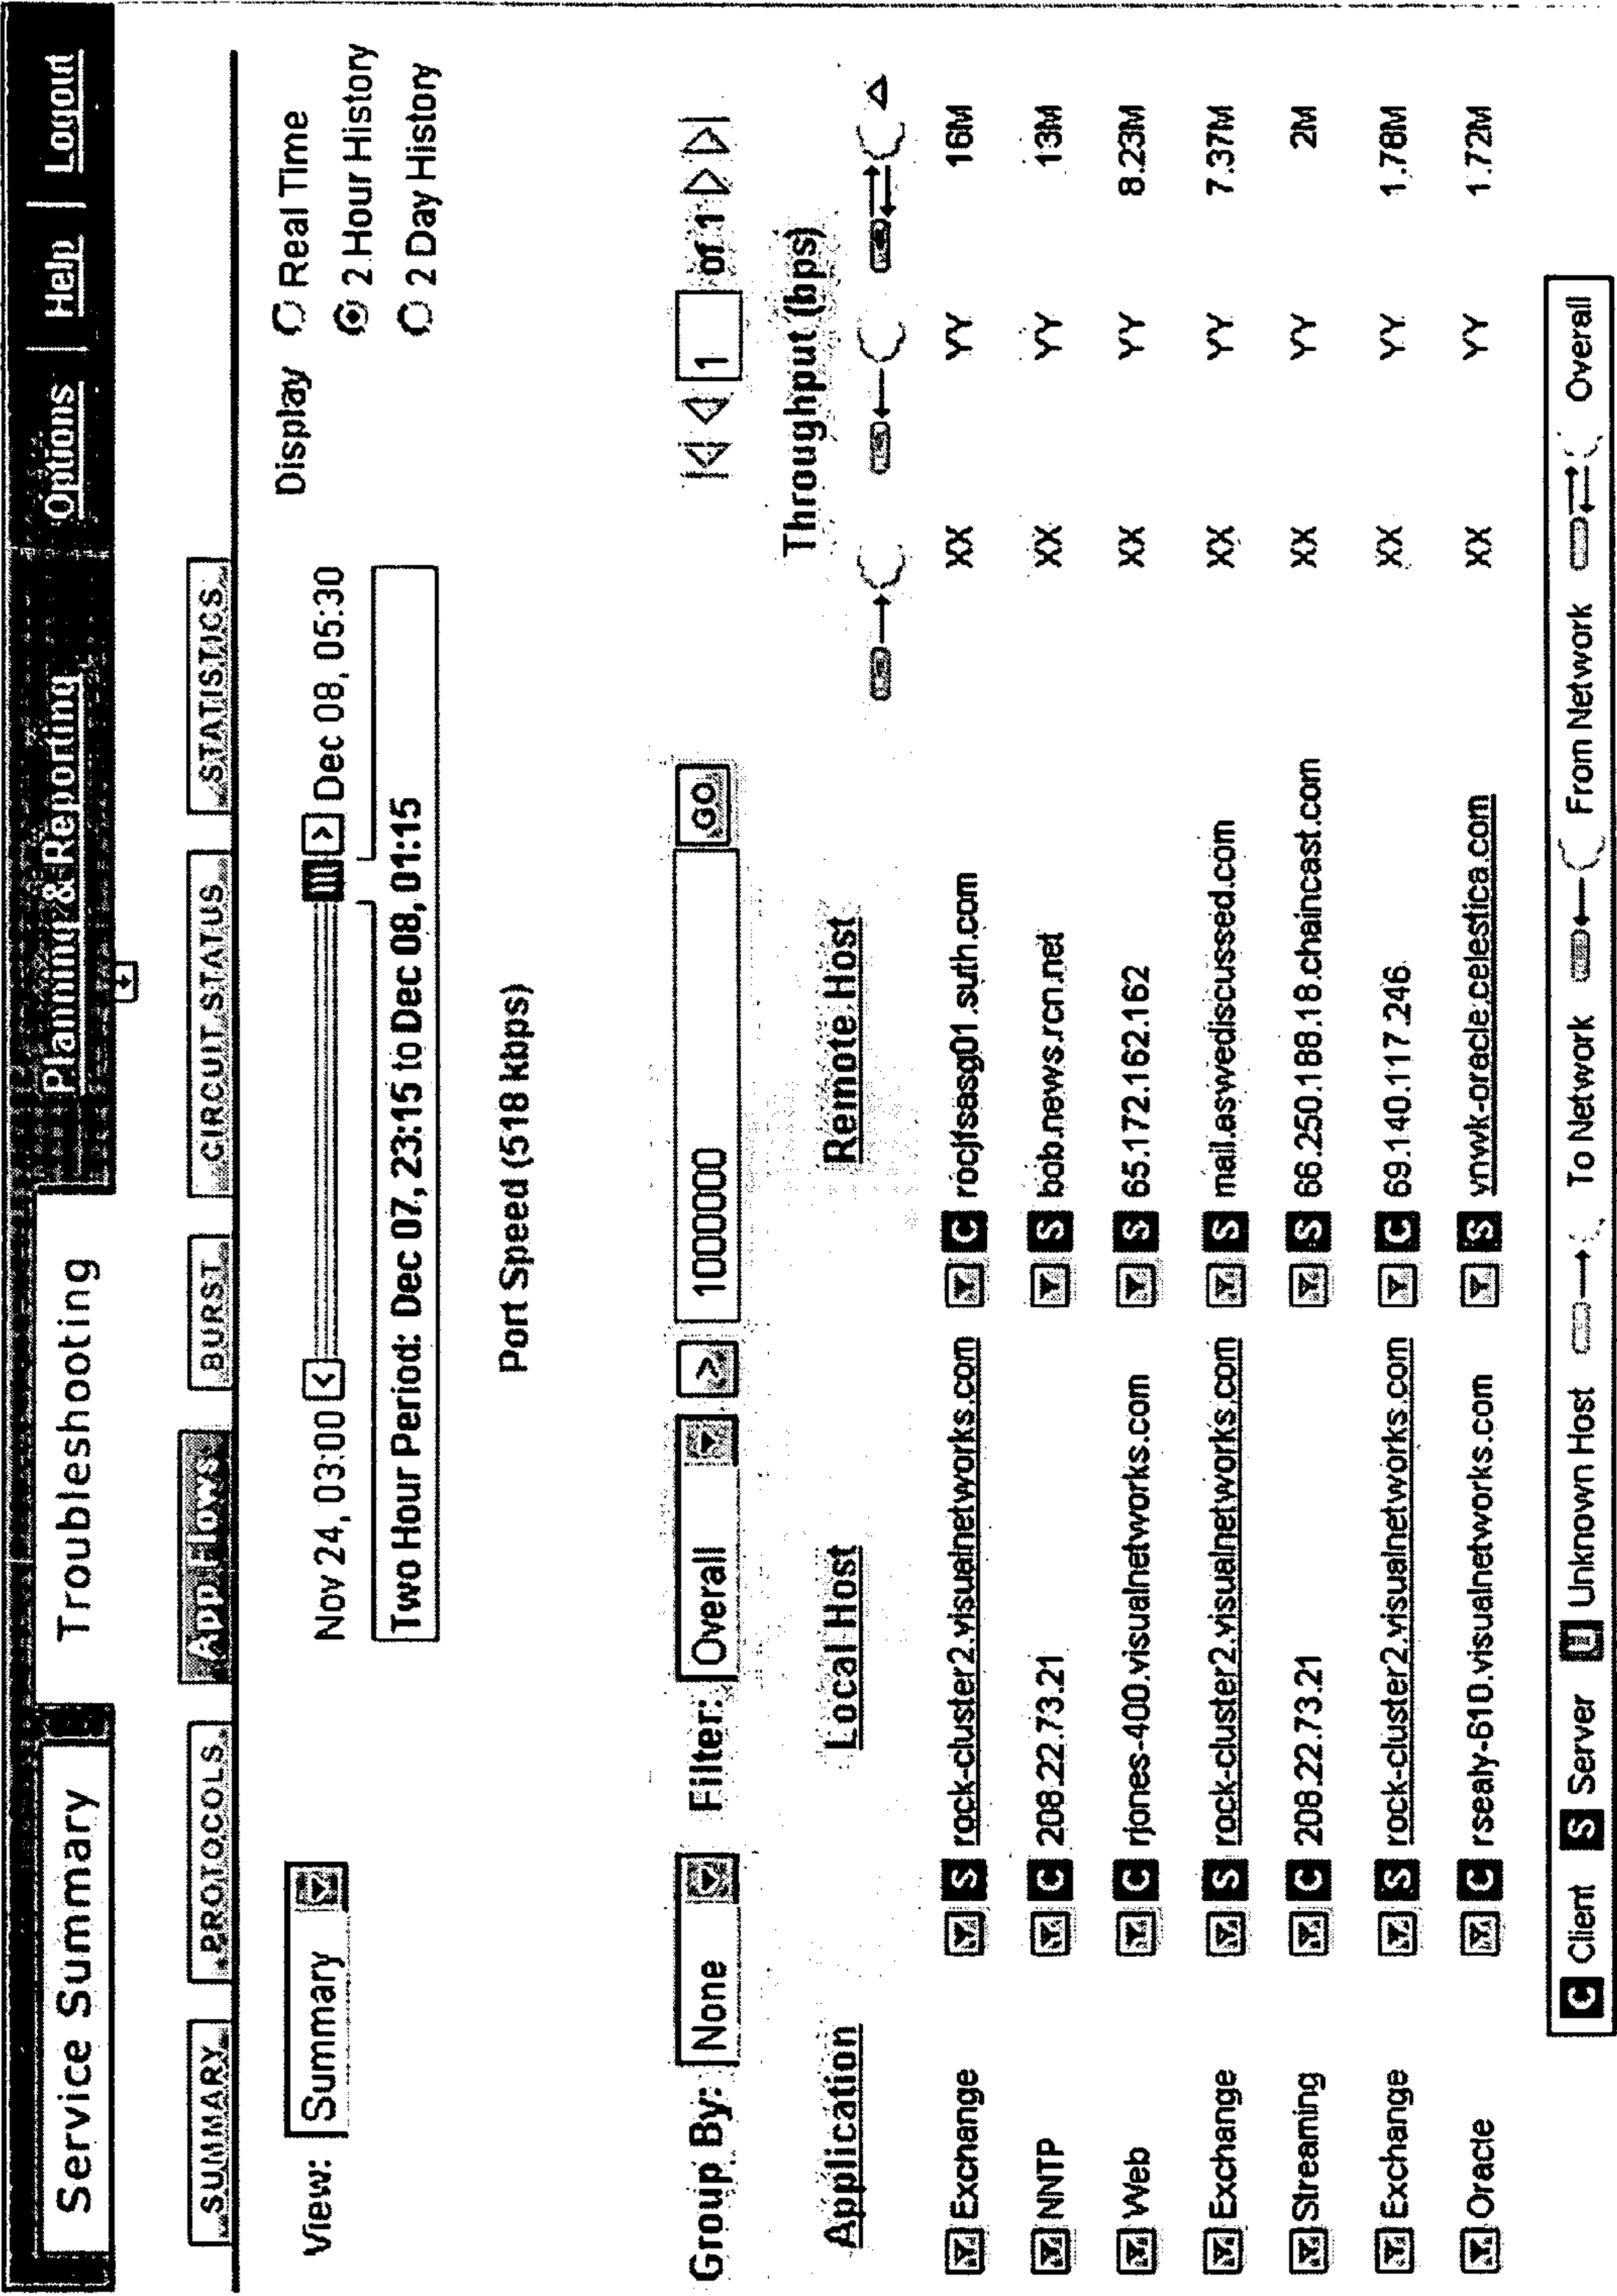 Service Summary Troubleshooting Planning & Reporting Options | Help | Logout
SUMMARY PROTOCOLS App Flows BURST CIRCUIT STATUS STATISTICS
View: Summary Nov 24, 03:00 < > Dec 08, 05:30 Display Real Time
2 Hour History
2 Day History
Two Hour Period: Dec 07, 23:15 to Dec 08, 01:15
Port Speed (518 kbps)
Group By: None Filter: Overall > 1000000 GO 1 of 1
Throughput (bps)
Application Local Host Remote Host
Exchange S rock-cluster2.visualnetworks.com C rocjfsasg01.suth.com XX YY 16M
NNTP C 208.22.73.21 S bob.news.rcn.net XX YY 13M
Web C rjones-400.visualnetworks.com S 65.172.162.162 XX YY 8.23M
Exchange S rock-cluster2.visualnetworks.com S mail.aswediscussed.com XX YY 7.37M
Streaming C 208.22.73.21 S 66.250.188.18.chaincast.com XX YY 2M
Exchange S rock-cluster2.visualnetworks.com C 69.140.117.246 XX YY 1.78M
Oracle C rsealy-610.visualnetworks.com S vnwk-oracle.celestica.com XX YY 1.72M
C Client S Server U Unknown Host To Network From Network Overall